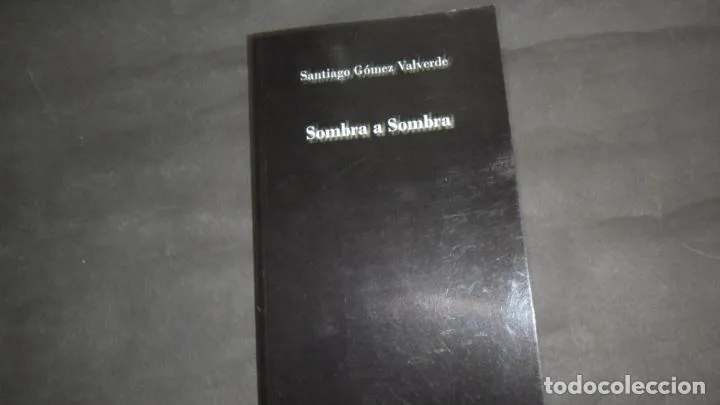 Santiago Gómez Valverde
Sombra a Sombra
todocoleccion